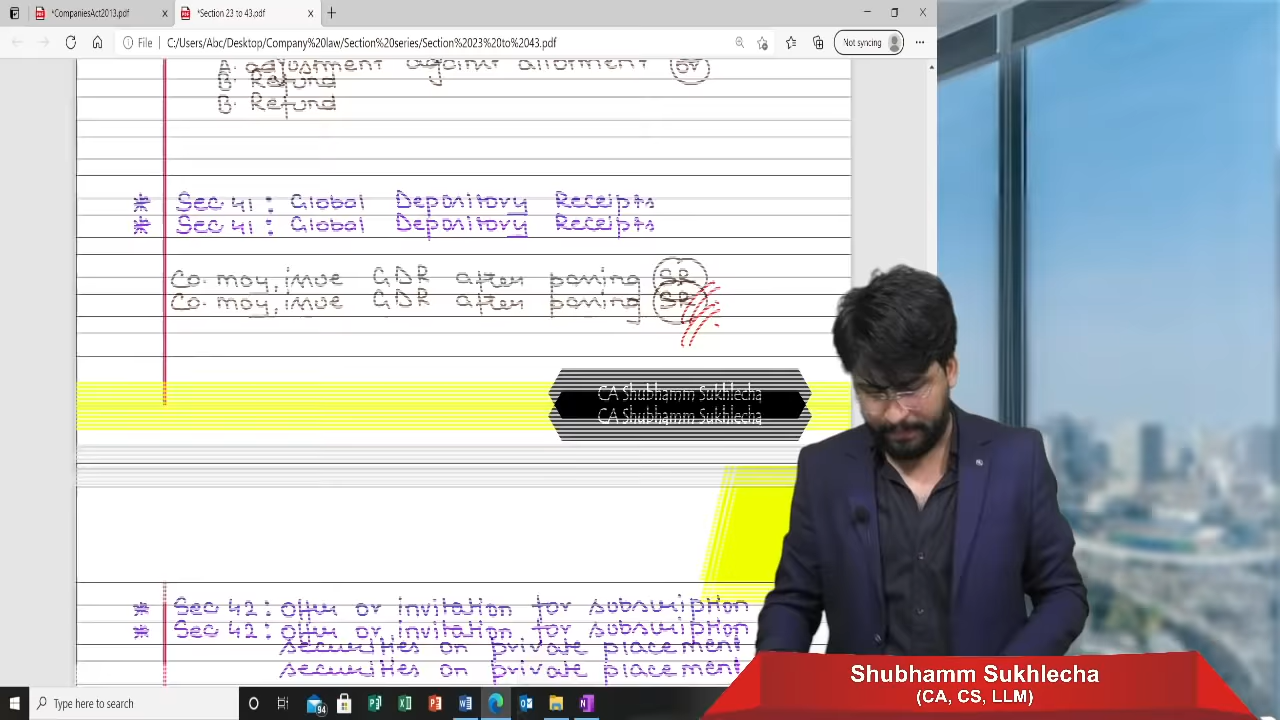 *CompaniesAct2013.pdf
*Section 23 to 43.pdf
File C:/Users/Abc/Desktop/Company%20law/Section%20series/Section%2023%20to%2043.pdf
Not syncing
A. adjustment against allotment or
B. Refund
B. Refund
* Sec 41 : Global Depository Receipts
* Sec 41 : Global Depository Receipts
Co. may issue GDR after passing SR
Co. may issue GDR after passing SR
CA Shubhamm Sukhlecha
CA Shubhamm Sukhlecha
* Sec 42 : Offer or invitation for subscription
* Sec 42 : Offer or invitation for subscription
securities on private placement
securities on private placement
Shubhamm Sukhlecha
(CA, CS, LLM)
Type here to search
94